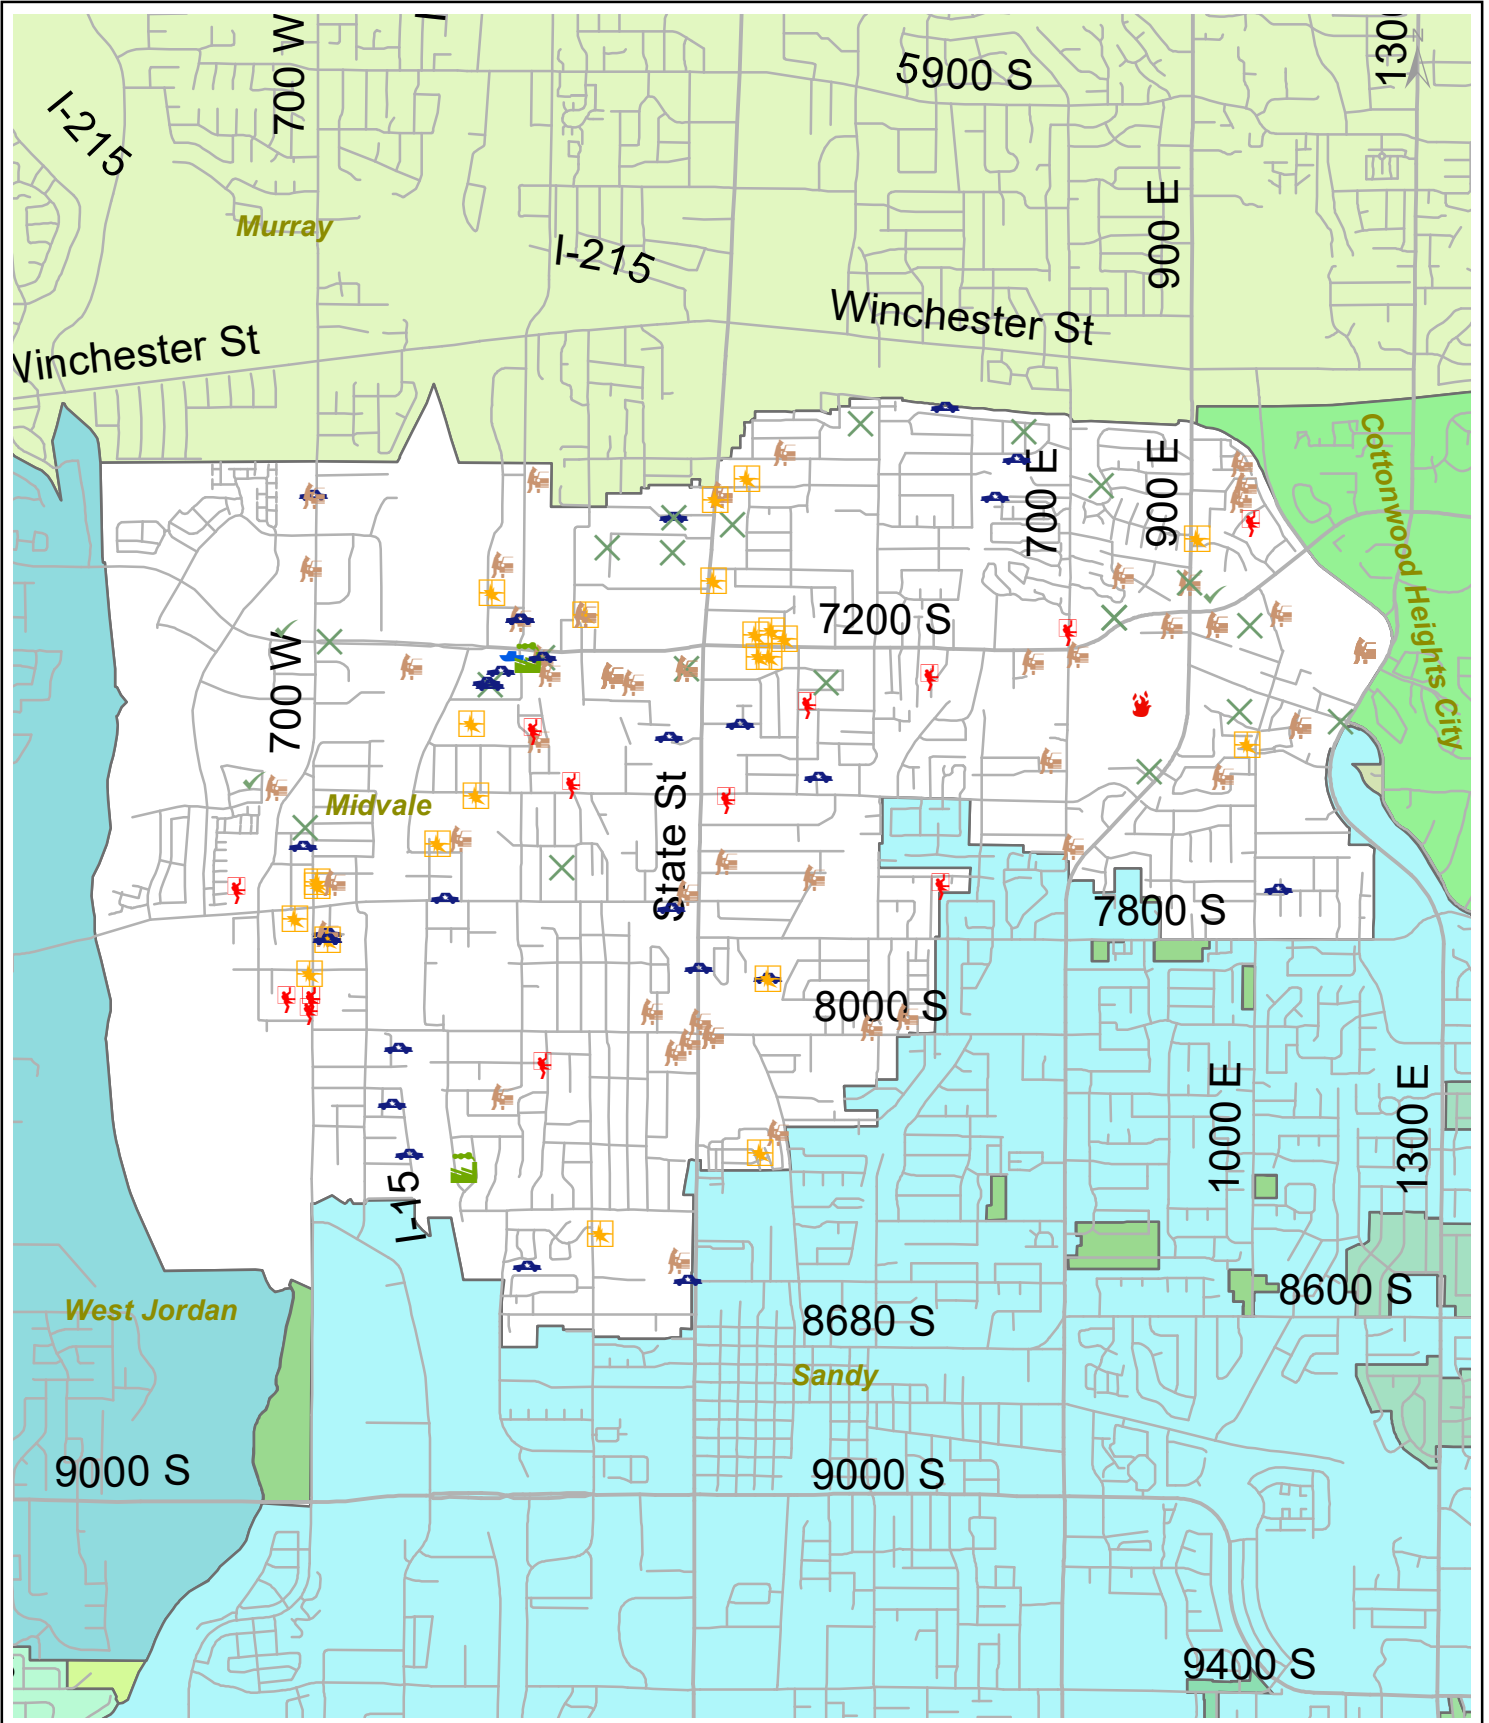 700 W
1300
5900 S
I-215
Murray
900 E
I-215
Winchester St
Winchester St
Cottonwood Heights City
900 E
700 E
7200 S
700 W
Midvale
State St
7800 S
8000 S
1000 E
1300 E
I-15
West Jordan
8600 S
8680 S
Sandy
9000 S
9000 S
9400 S